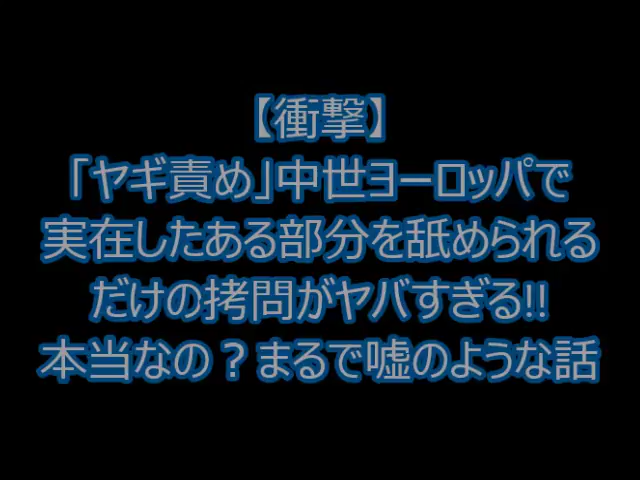 【衝撃】
「ヤギ責め」中世ヨーロッパで
実在したある部分を舐められる
だけの拷問がヤバすぎる!!
本当なの？まるで嘘のような話